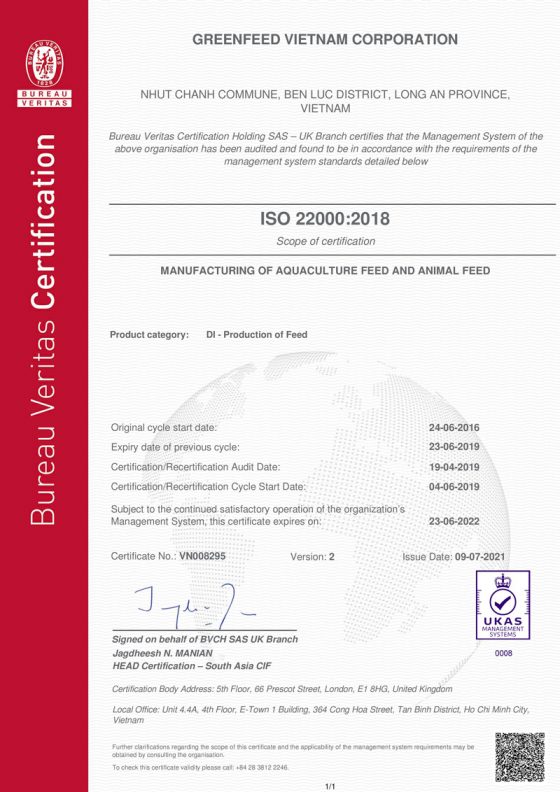 BUREAU VERITAS
1828
BUREAU
VERITAS
Bureau Veritas Certification
GREENFEED VIETNAM CORPORATION
NHUT CHANH COMMUNE, BEN LUC DISTRICT, LONG AN PROVINCE,
VIETNAM
Bureau Veritas Certification Holding SAS – UK Branch certifies that the Management System of the
above organisation has been audited and found to be in accordance with the requirements of the
management system standards detailed below
ISO 22000:2018
Scope of certification
MANUFACTURING OF AQUACULTURE FEED AND ANIMAL FEED
Product category: DI - Production of Feed
Original cycle start date: 24-06-2016
Expiry date of previous cycle: 23-06-2019
Certification/Recertification Audit Date: 19-04-2019
Certification/Recertification Cycle Start Date: 04-06-2019
Subject to the continued satisfactory operation of the organization's
Management System, this certificate expires on: 23-06-2022
Certificate No.: VN008295 Version: 2 Issue Date: 09-07-2021
UKAS
MANAGEMENT
SYSTEMS
0008
Signed on behalf of BVCH SAS UK Branch
Jagdheesh N. MANIAN
HEAD Certification – South Asia CIF
Certification Body Address: 5th Floor, 66 Prescot Street, London, E1 8HG, United Kingdom
Local Office: Unit 4.4A, 4th Floor, E-Town 1 Building, 364 Cong Hoa Street, Tan Binh District, Ho Chi Minh City,
Vietnam
Further clarifications regarding the scope of this certificate and the applicability of the management system requirements may be
obtained by consulting the organisation.
To check this certificate validity please call: +84 28 3812 2246.
1/1